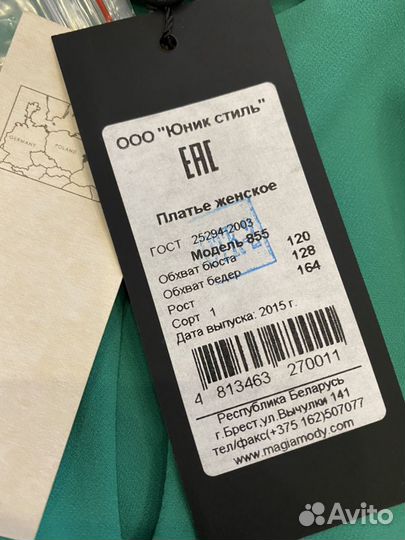 GERMANY
POLAND
ООО "Юник стиль"
ЕАС
Платье женское
ГОСТ 25294-2003
Модель 855
Обхват бюста 120
Обхват бедер 128
Рост 164
Сорт 1
Дата выпуска: 2015 г.
4 813463 270011
Республика Беларусь
г.Брест,ул.Вычулки 141
тел/факс(+375 162)507077
www.magiamody.com
Avito